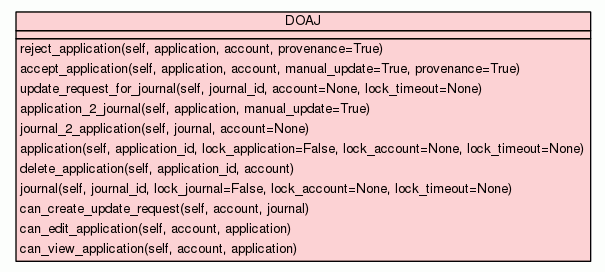 DOAJ
reject_application(self, application, account, provenance=True)
accept_application(self, application, account, manual_update=True, provenance=True)
update_request_for_journal(self, journal_id, account=None, lock_timeout=None)
application_2_journal(self, application, manual_update=True)
journal_2_application(self, journal, account=None)
application(self, application_id, lock_application=False, lock_account=None, lock_timeout=None)
delete_application(self, application_id, account)
journal(self, journal_id, lock_journal=False, lock_account=None, lock_timeout=None)
can_create_update_request(self, account, journal)
can_edit_application(self, account, application)
can_view_application(self, account, application)